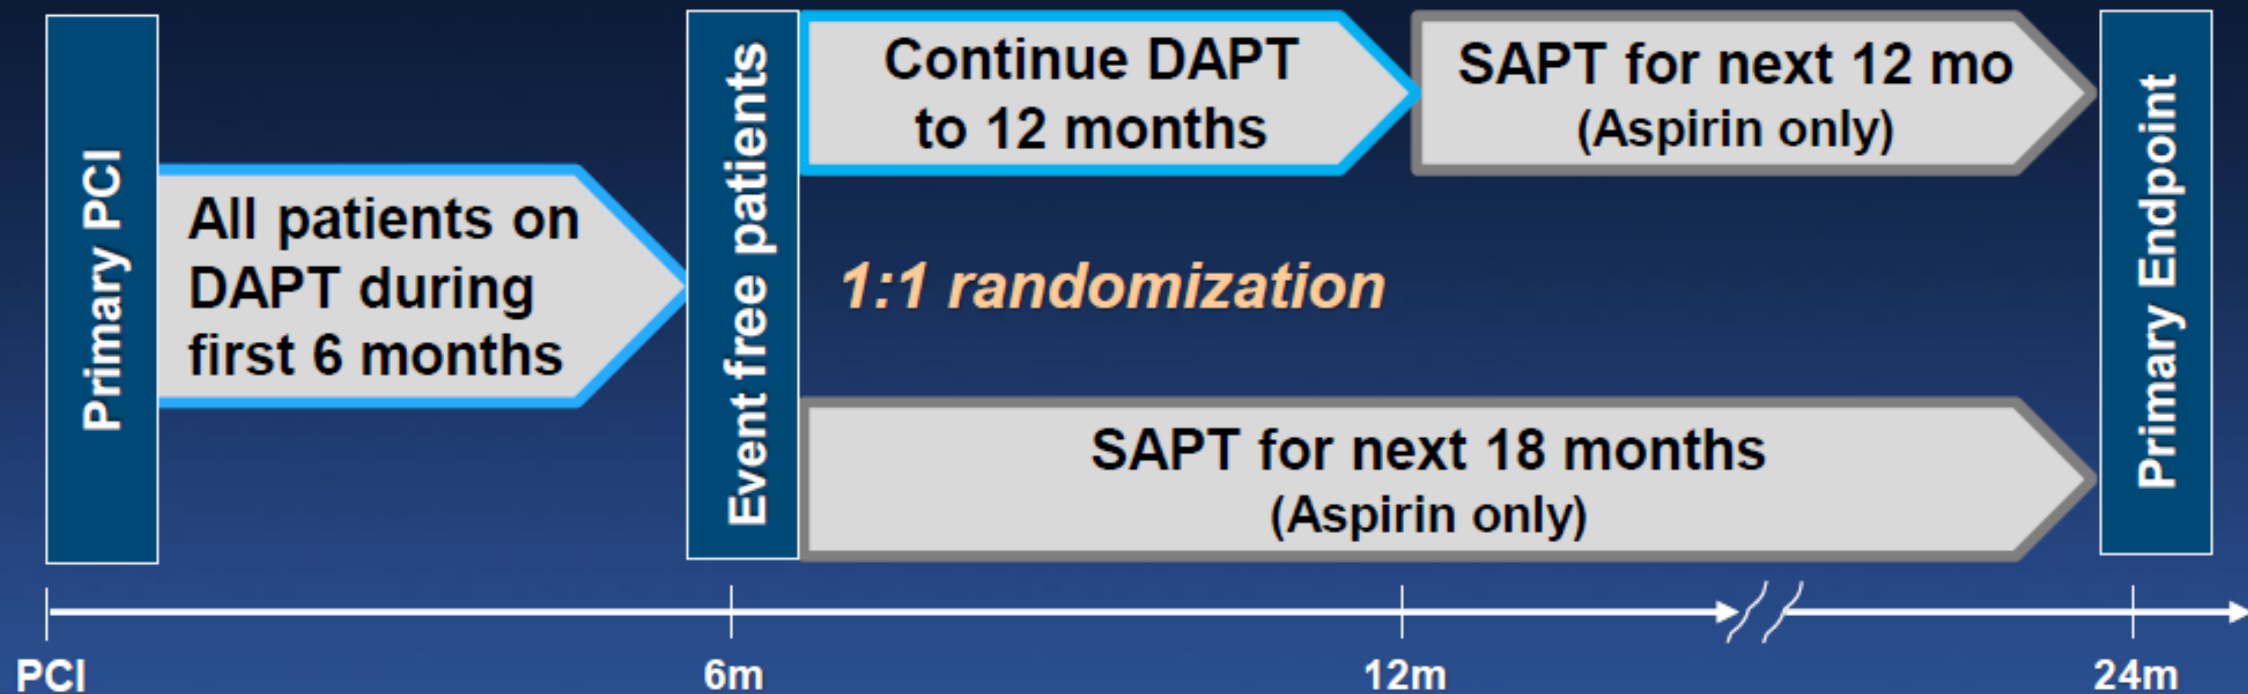 Primary PCI
All patients on
DAPT during
first 6 months
Event free patients
Continue DAPT
to 12 months
SAPT for next 12 mo
(Aspirin only)
1:1 randomization
SAPT for next 18 months
(Aspirin only)
Primary Endpoint
PCI
6m
12m
24m